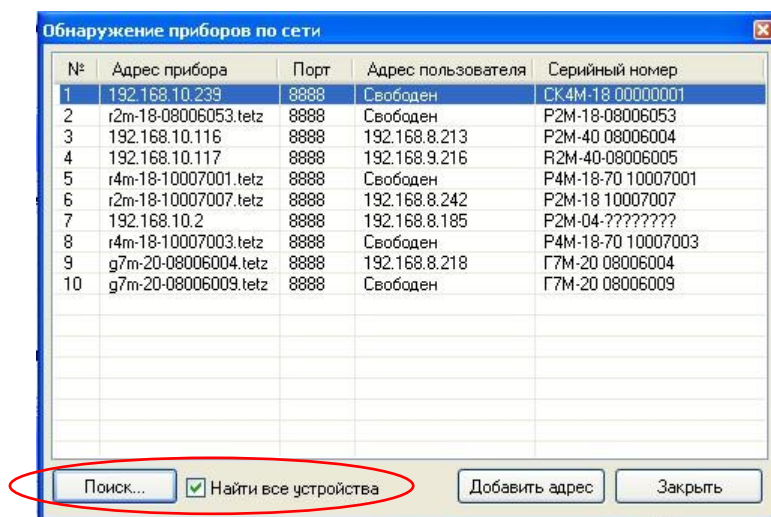 Обнаружение приборов по сети
№ Адрес прибора Порт Адрес пользователя Серийный номер
1 192.168.10.239 8888 Свободен СК4М-18 00000001
2 r2m-18-08006053.tetz 8888 Свободен Р2М-18-08006053
3 192.168.10.116 8888 192.168.8.213 Р2М-40 08006004
4 192.168.10.117 8888 192.168.9.216 R2M-40-08006005
5 r4m-18-10007001.tetz 8888 Свободен Р4М-18-70 10007001
6 r2m-18-10007007.tetz 8888 192.168.8.242 Р2М-18 10007007
7 192.168.10.2 8888 192.168.8.185 Р2М-04-????????
8 r4m-18-10007003.tetz 8888 Свободен Р4М-18-70 10007003
9 g7m-20-08006004.tetz 8888 192.168.8.218 Г7М-20 08006004
10 g7m-20-08006009.tetz 8888 Свободен Г7М-20 08006009
Поиск... Найти все устройства Добавить адрес Закрыть